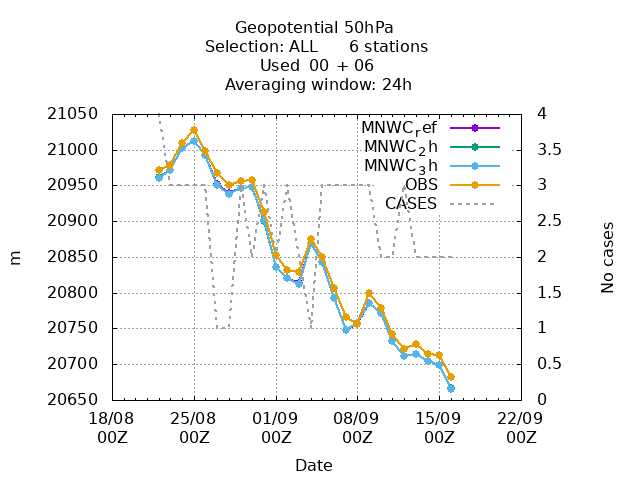 Geopotential 50hPa
Selection: ALL 6 stations
Used 00 + 06
Averaging window: 24h
21050 4
MNWC_ref
21000 MNWC_2h 3.5
MNWC_3h
20950 OBS 3
CASES
20900 2.5
20850 2
m No cases
20800 1.5
20750 1
20700 0.5
20650 0
18/08 25/08 01/09 08/09 15/09 22/09
00Z 00Z 00Z 00Z 00Z 00Z
Date